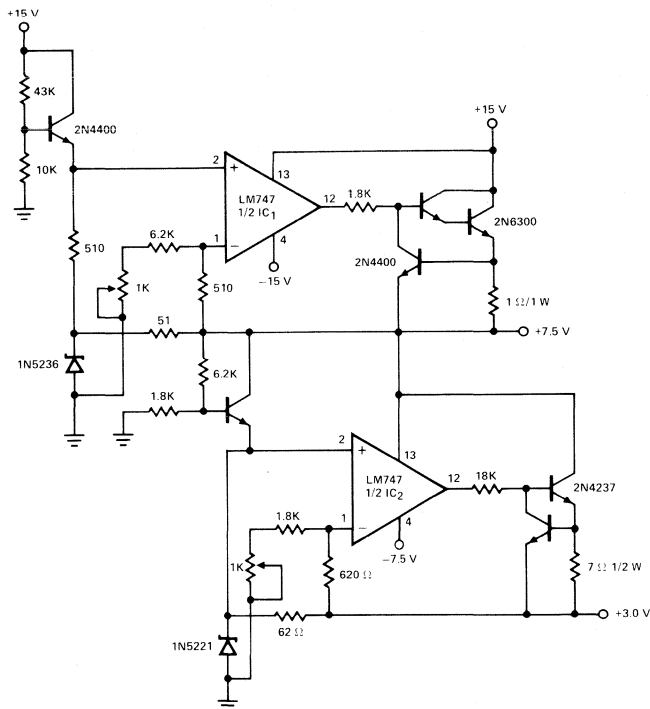 +15 V
43K
2N4400
10K
+15 V
2
+
13
LM747
1/2 IC1
12
1.8K
2N6300
6.2K
1
−
4
2N4400
510
−15 V
1K
510
1 Ω/1 W
51
+7.5 V
1N5236
6.2K
1.8K
2
+
13
LM747
1/2 IC2
12
18K
2N4237
1.8K
1
−
4
−7.5 V
1K
620 Ω
7 Ω 1/2 W
62 Ω
+3.0 V
1N5221